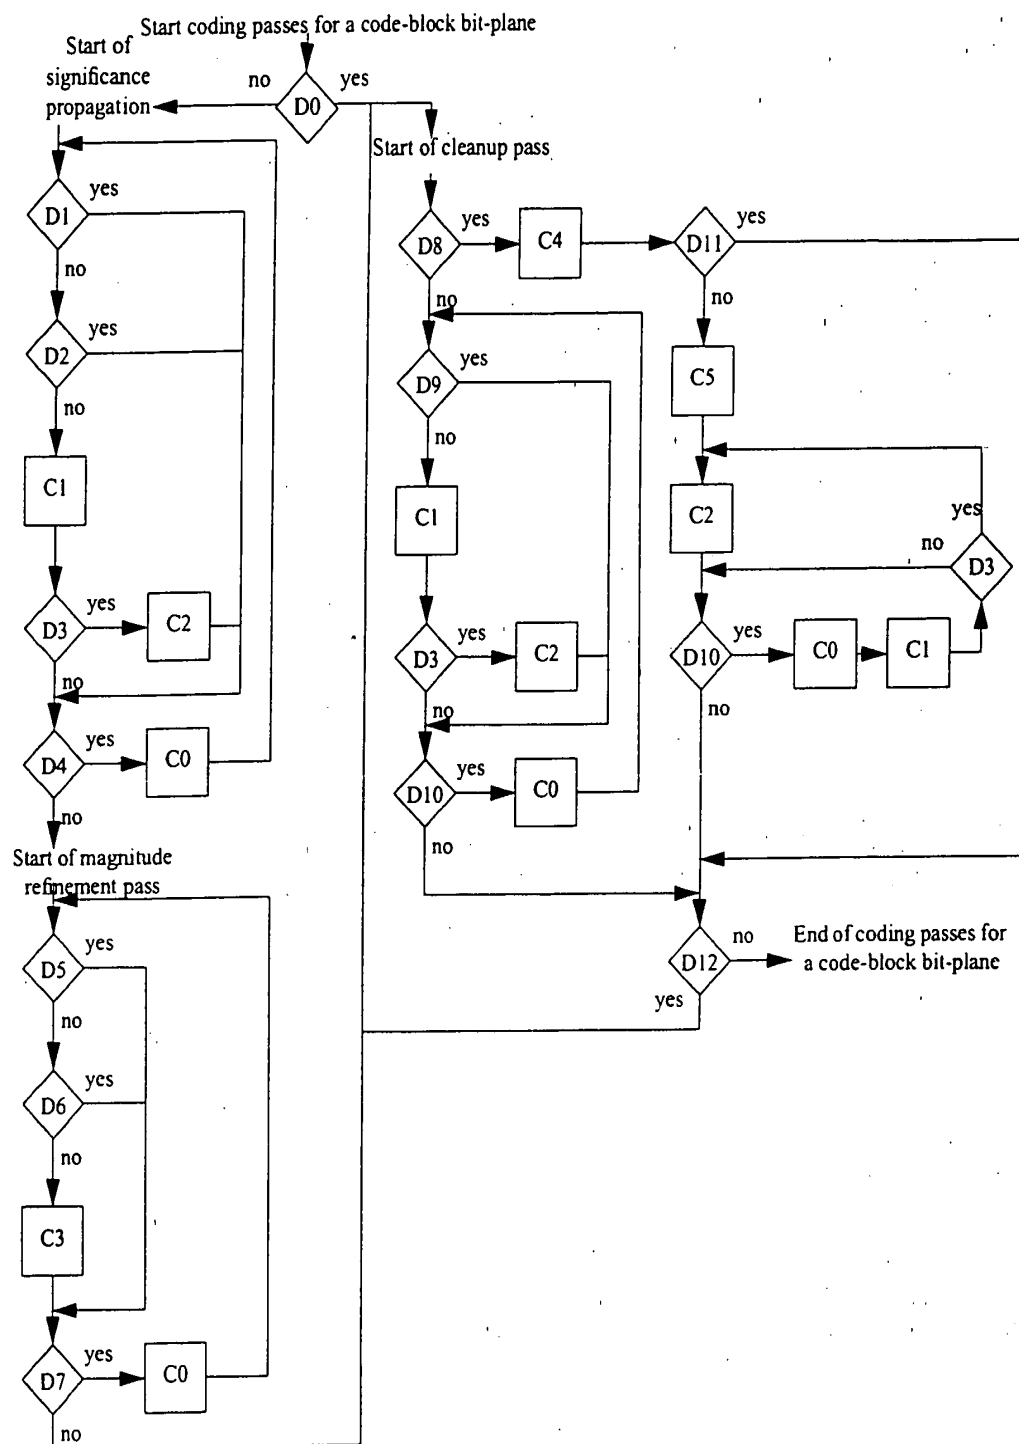 Start coding passes for a code-block bit-plane
Start of
significance
propagation
no
D0
yes
Start of cleanup pass
D1
yes
no
D2
yes
no
C1
D3
yes
C2
no
D4
yes
C0
no
Start of magnitude
refinement pass
D5
yes
no
D6
yes
no
C3
D7
yes
C0
no
D8
yes
C4
D11
yes
no
no
D9
yes
no
C1
D3
yes
C2
no
D10
yes
C0
no
C5
C2
yes
no
D3
D10
yes
C0
C1
no
D12
no
End of coding passes for
a code-block bit-plane
yes